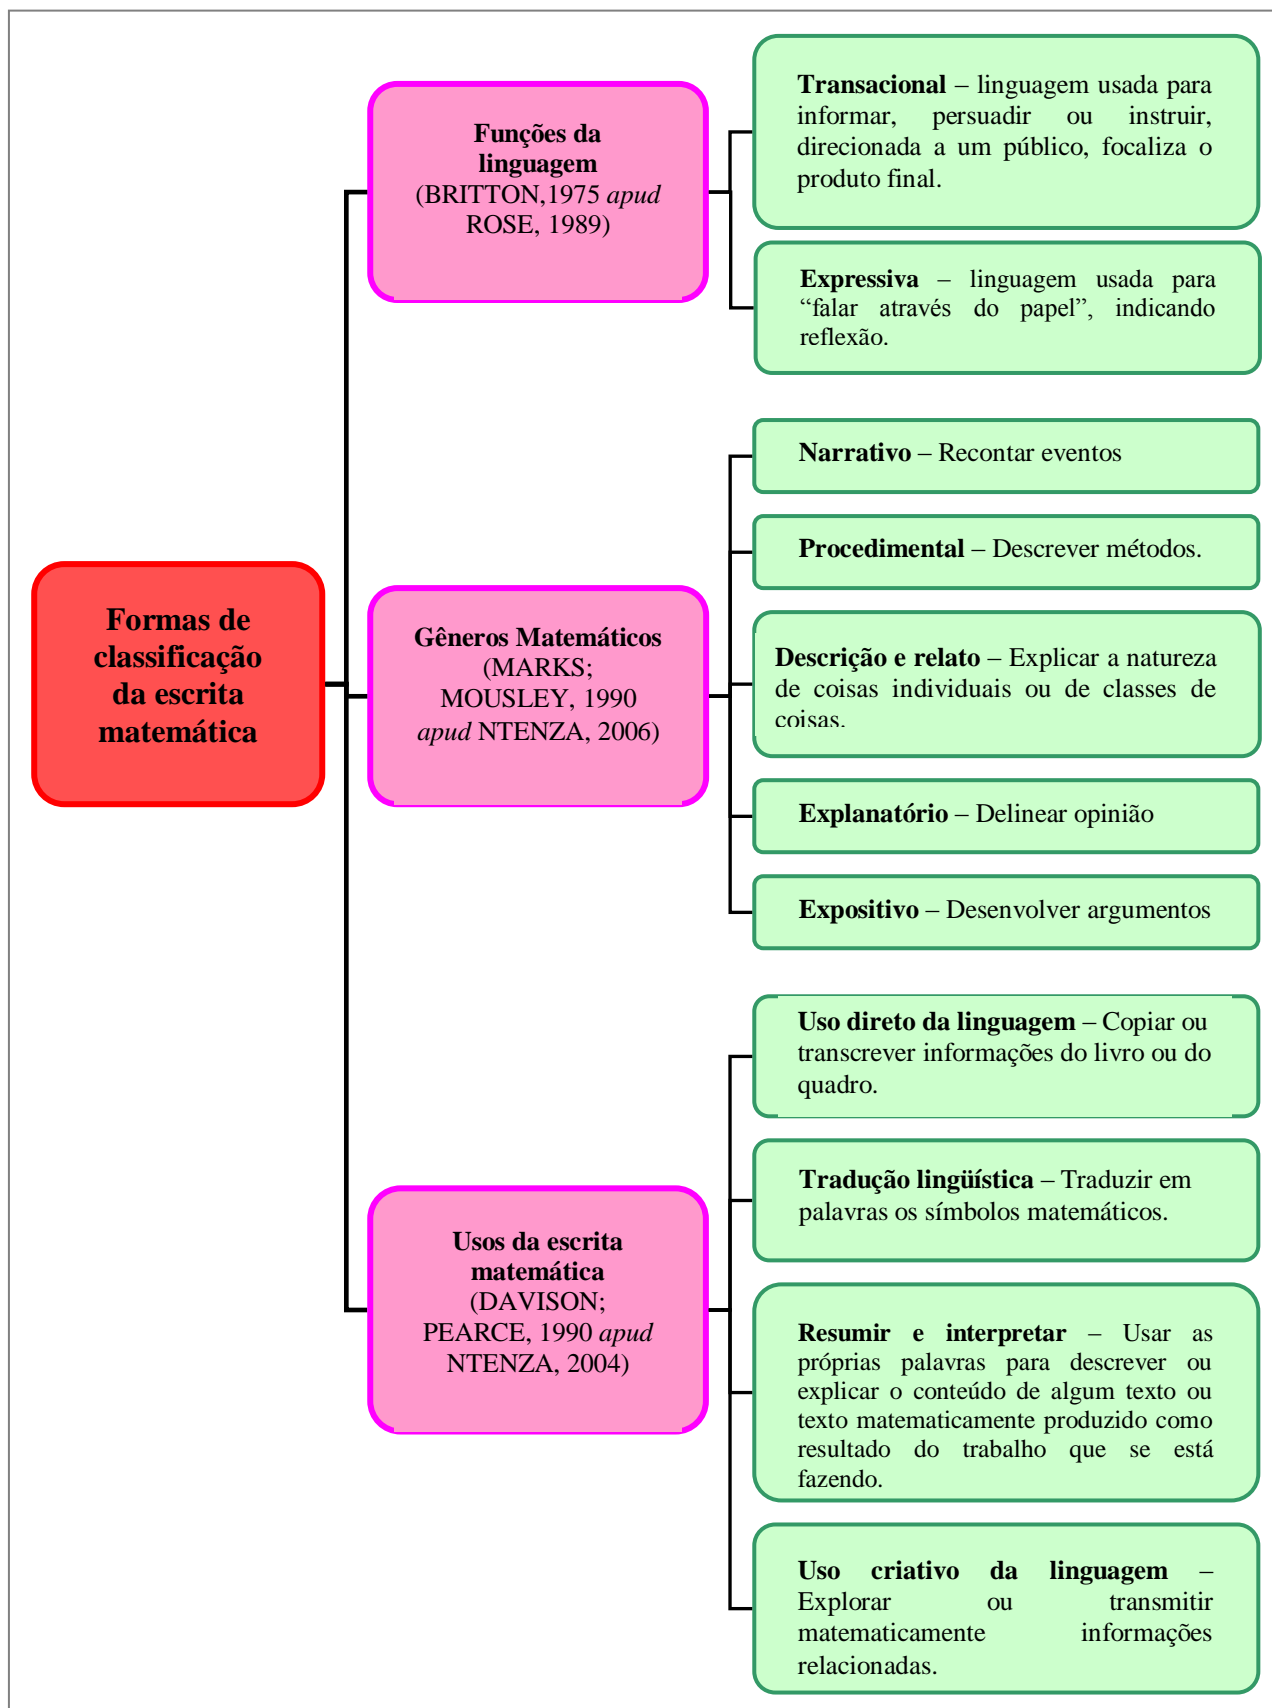 Formas de
classificação
da escrita
matemática
Funções da
linguagem
(BRITTON,1975 apud
ROSE, 1989)
Transacional – linguagem usada para
informar, persuadir ou instruir,
direcionada a um público, focaliza o
produto final.
Expressiva – linguagem usada para
“falar através do papel”, indicando
reflexão.
Gêneros Matemáticos
(MARKS;
MOUSLEY, 1990
apud NTENZA, 2006)
Narrativo – Recontar eventos
Procedimental – Descrever métodos.
Descrição e relato – Explicar a natureza
de coisas individuais ou de classes de
coisas.
Explanatório – Delinear opinião
Expositivo – Desenvolver argumentos
Usos da escrita
matemática
(DAVISON;
PEARCE, 1990 apud
NTENZA, 2004)
Uso direto da linguagem – Copiar ou
transcrever informações do livro ou do
quadro.
Tradução lingüística – Traduzir em
palavras os símbolos matemáticos.
Resumir e interpretar – Usar as
próprias palavras para descrever ou
explicar o conteúdo de algum texto ou
texto matematicamente produzido como
resultado do trabalho que se está
fazendo.
Uso criativo da linguagem –
Explorar ou transmitir
matematicamente informações
relacionadas.